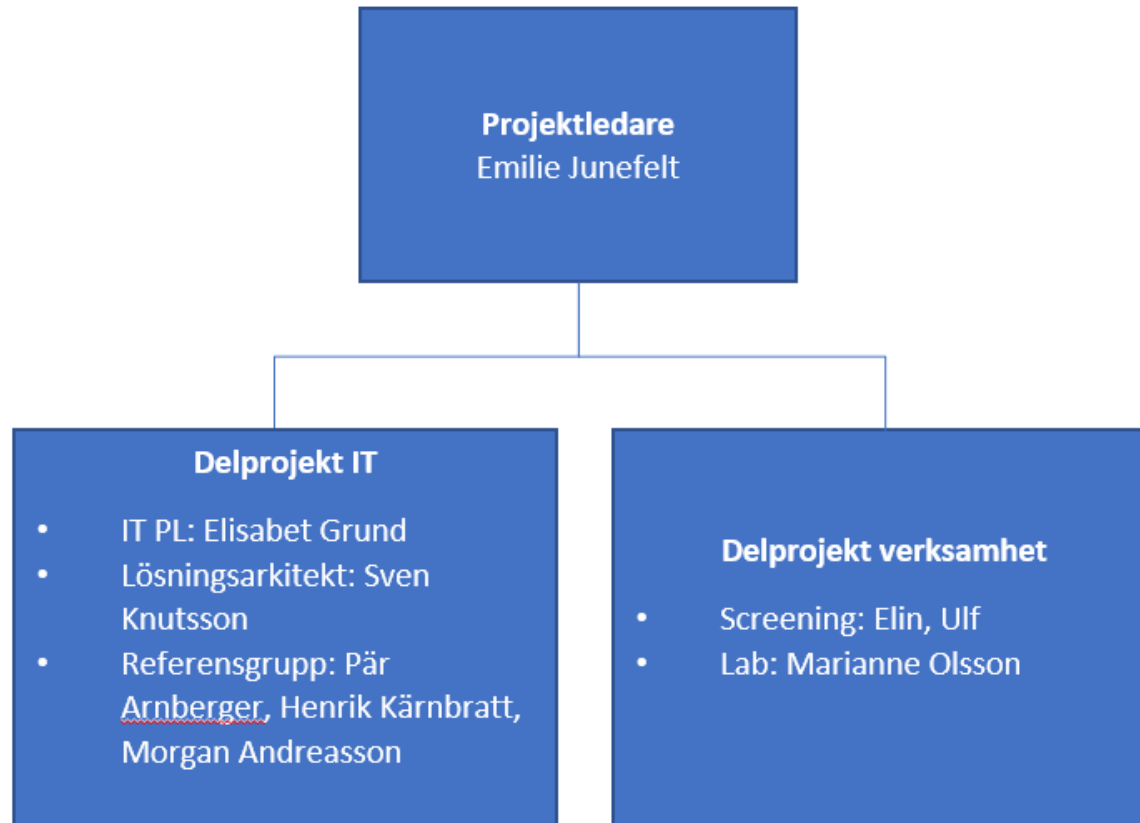 Projektledare
Emilie Junefelt
Delprojekt IT
• IT PL: Elisabet Grund
• Lösningsarkitekt: Sven
Knutsson
• Referensgrupp: Pär
Arnberger, Henrik Kärnbratt,
Morgan Andreasson
Delprojekt verksamhet
• Screening: Elin, Ulf
• Lab: Marianne Olsson